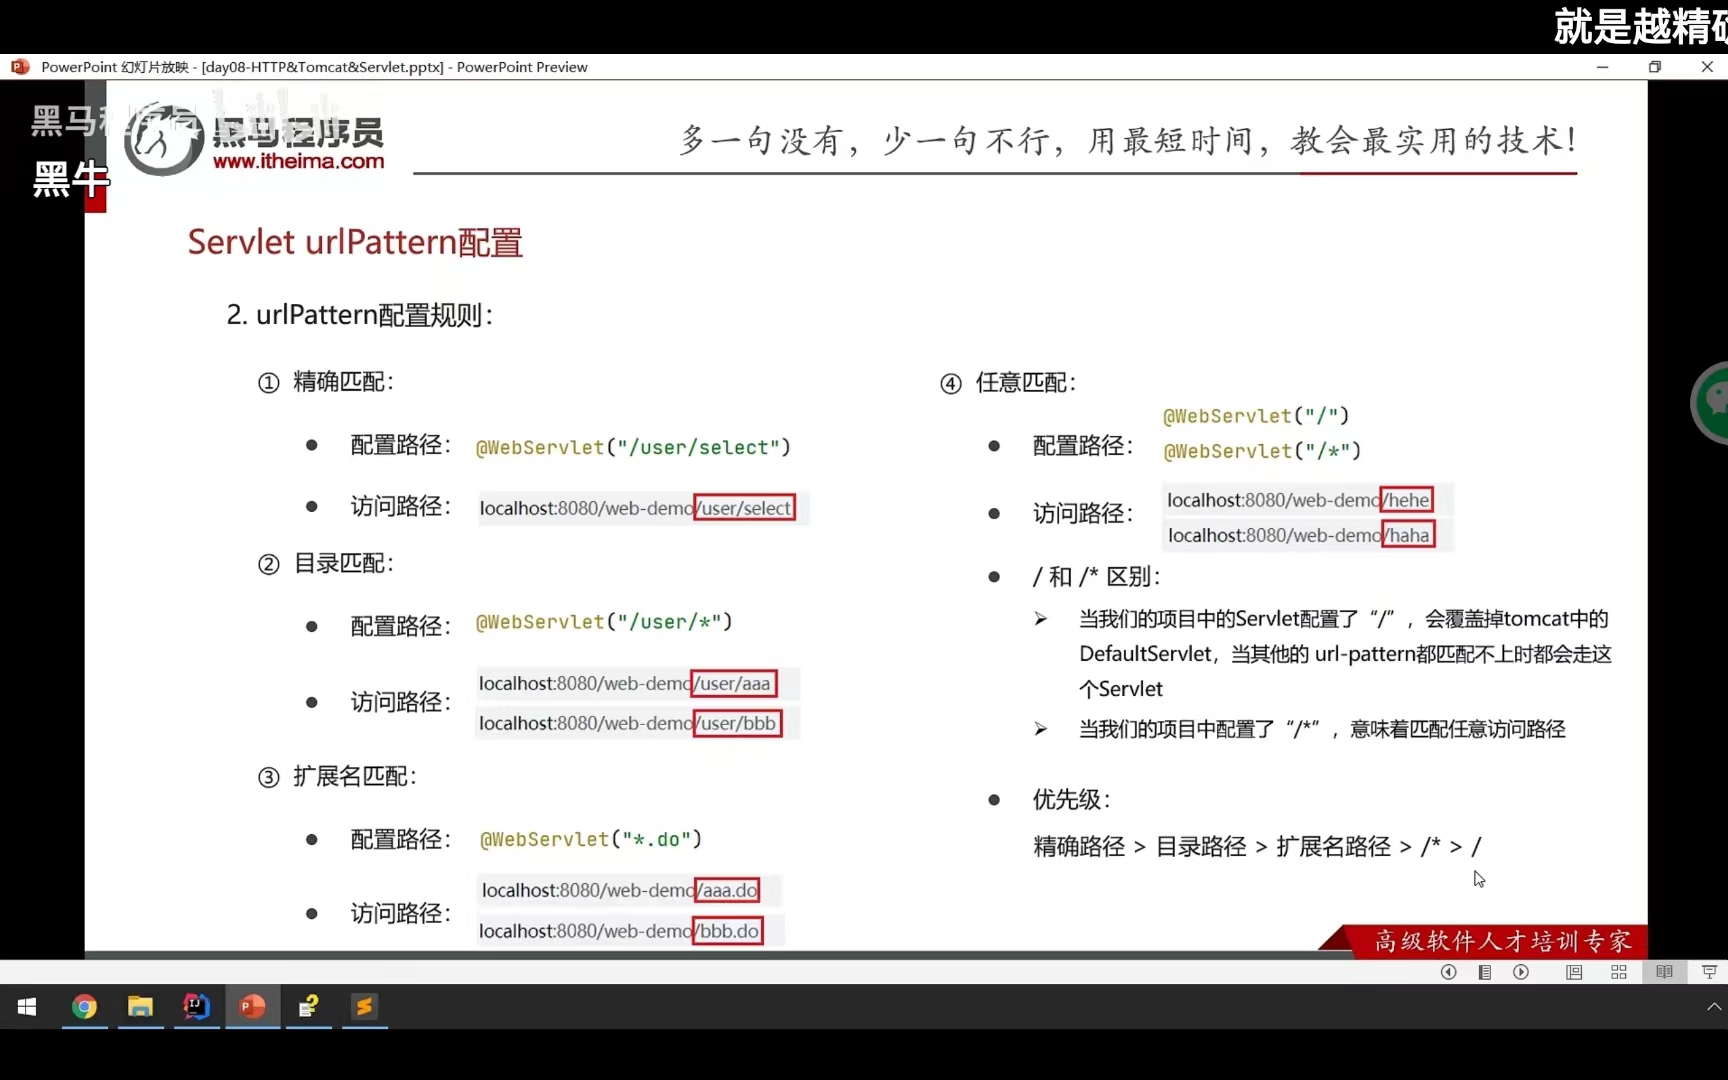 就是越精确
PowerPoint 幻灯片放映 - [day08-HTTP&Tomcat&Servlet.pptx] - PowerPoint Preview
黑马程序员
黑牛
黑马程序员
www.itheima.com
多一句没有，少一句不行，用最短时间，教会最实用的技术！
Servlet urlPattern配置
2. urlPattern配置规则：
① 精确匹配：
● 配置路径： @WebServlet("/user/select")
● 访问路径： localhost:8080/web-demo/user/select
② 目录匹配：
● 配置路径： @WebServlet("/user/*")
● 访问路径： localhost:8080/web-demo/user/aaa
localhost:8080/web-demo/user/bbb
③ 扩展名匹配：
● 配置路径： @WebServlet("*.do")
● 访问路径： localhost:8080/web-demo/aaa.do
localhost:8080/web-demo/bbb.do
④ 任意匹配：
● 配置路径： @WebServlet("/")
@WebServlet("/*")
● 访问路径： localhost:8080/web-demo/hehe
localhost:8080/web-demo/haha
● / 和 /* 区别：
➢ 当我们的项目中的Servlet配置了“/”，会覆盖掉tomcat中的
DefaultServlet，当其他的 url-pattern都匹配不上时都会走这
个Servlet
➢ 当我们的项目中配置了“/*”，意味着匹配任意访问路径
● 优先级：
精确路径 > 目录路径 > 扩展名路径 > /* > /
高级软件人才培训专家